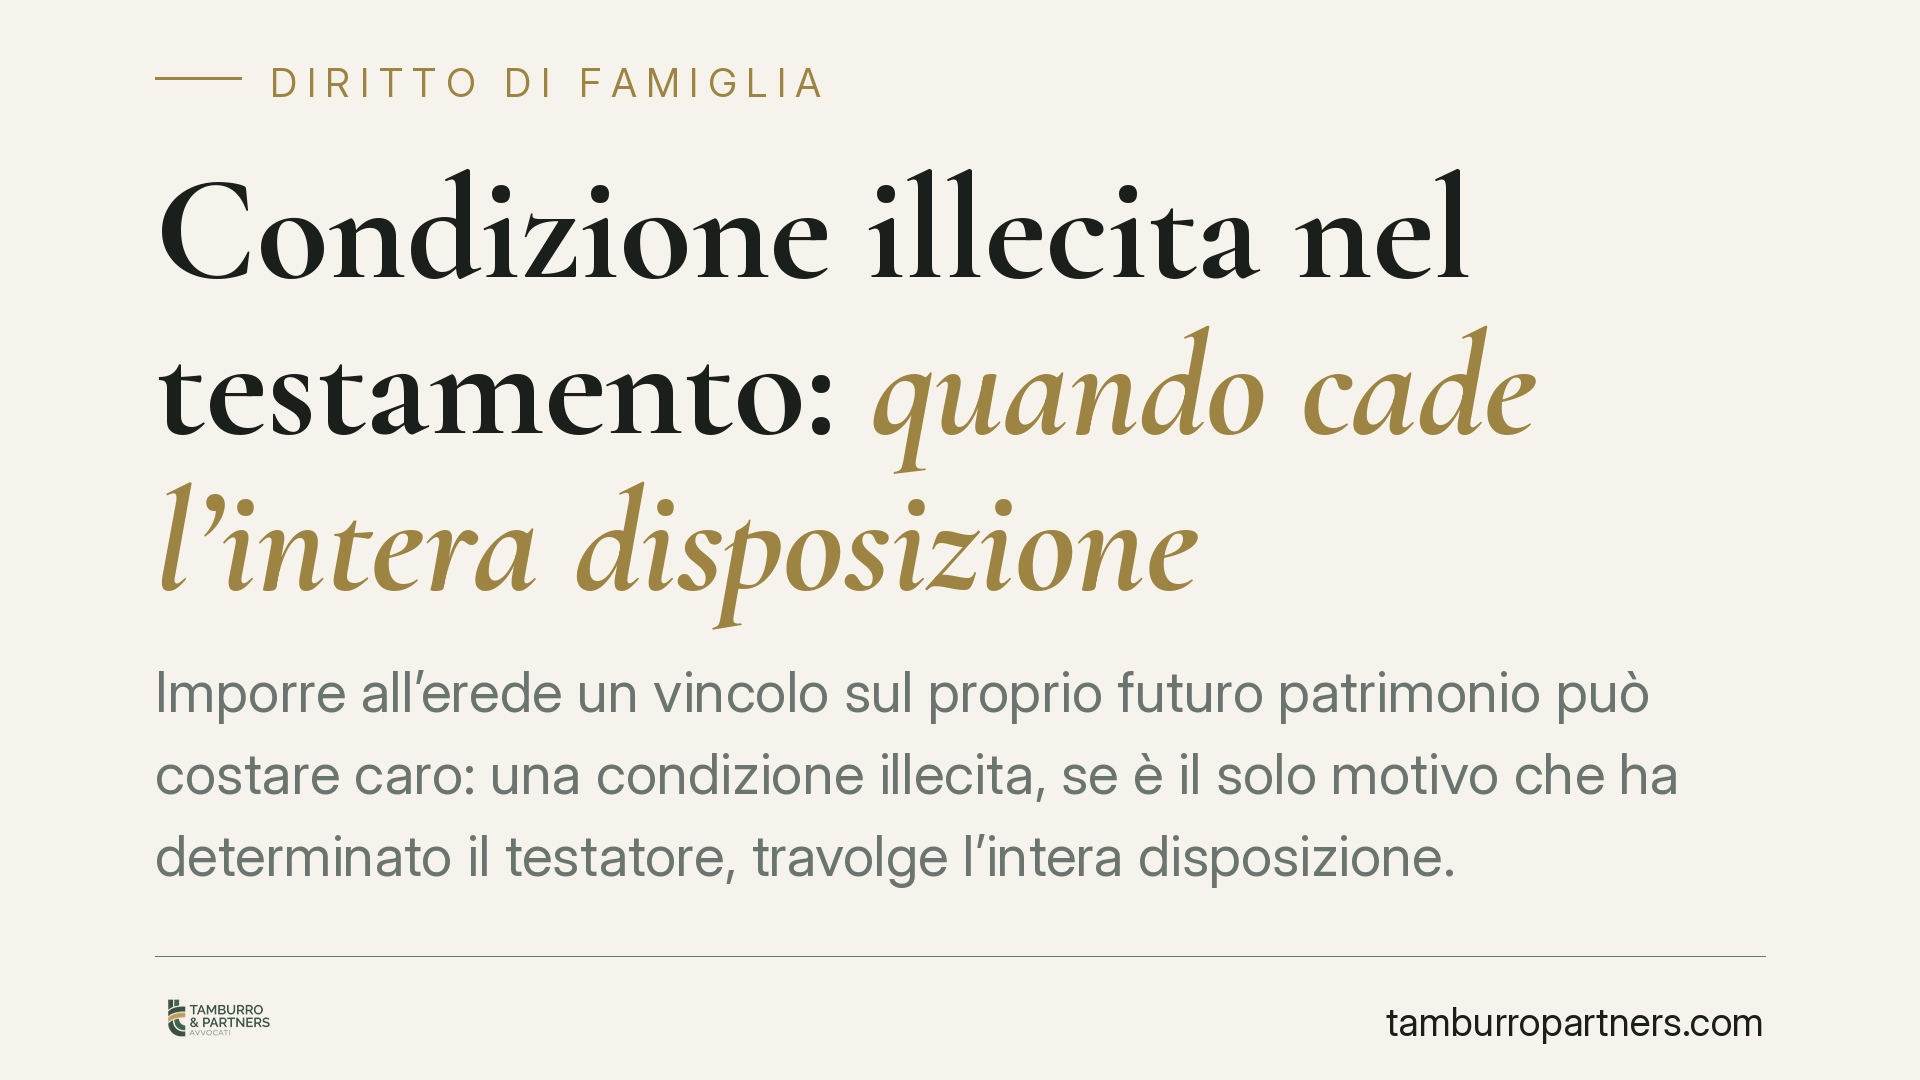 DIRITTO DI FAMIGLIA
Condizione illecita nel
testamento: quando cade
l’intera disposizione
Imporre all’erede un vincolo sul proprio futuro patrimonio può
costare caro: una condizione illecita, se è il solo motivo che ha
determinato il testatore, travolge l’intera disposizione.
TAMBURRO
& PARTNERS
AVVOCATI
tamburropartners.com